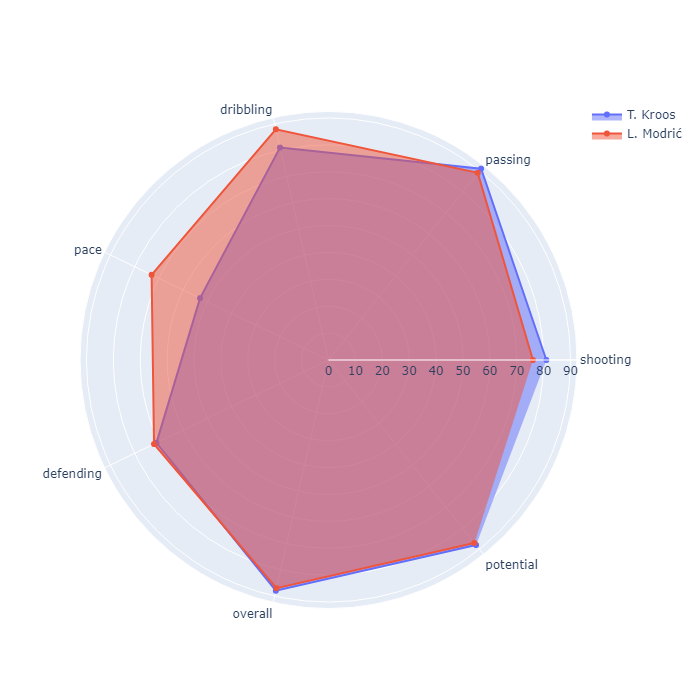 dribbling
T. Kroos
L. Modrić
passing
pace
shooting
0 10 20 30 40 50 60 70 80 90
defending
potential
overall